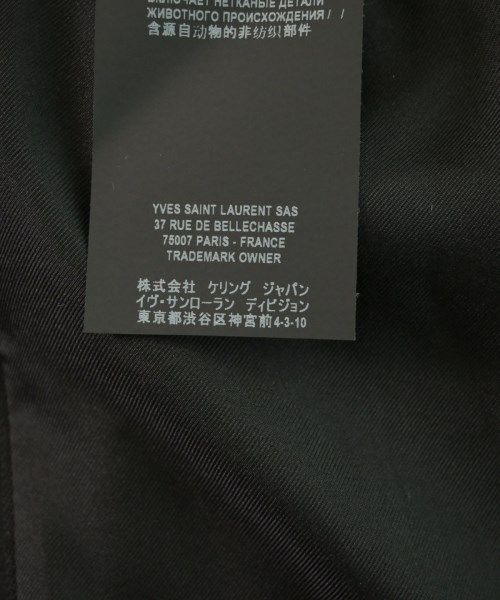 ВКЛЮЧАЕТ НЕТКАНЫЕ ДЕТАЛИ
ЖИВОТНОГО ПРОИСХОЖДЕНИЯ / /
含源自动物的非纺织部件
YVES SAINT LAURENT SAS
37 RUE DE BELLECHASSE
75007 PARIS - FRANCE
TRADEMARK OWNER
株式会社 ケリング ジャパン
イヴ・サンローラン ディビジョン
東京都渋谷区神宮前4-3-10